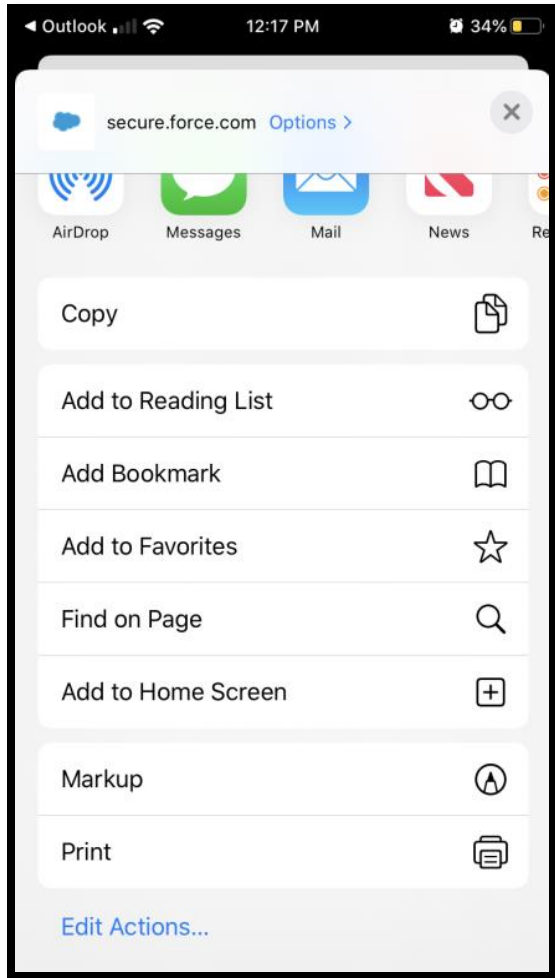 ◀ Outlook 12:17 PM 34%
secure.force.com Options >
AirDrop Messages Mail News Re
Copy
Add to Reading List
Add Bookmark
Add to Favorites
Find on Page
Add to Home Screen
Markup
Print
Edit Actions...